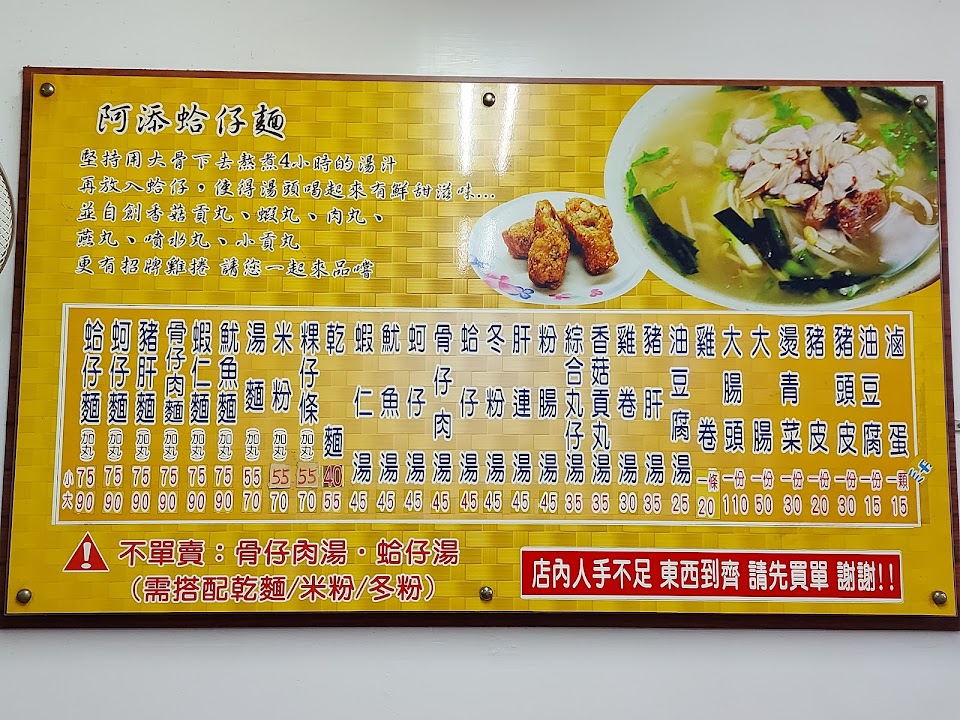 阿添蛤仔麵
堅持用大骨下去熬煮4小時的湯汁
再放入蛤仔，使得湯頭喝起來有鮮甜滋味...
並自創香菇貢丸、蝦丸、肉丸、
燕丸、噴水丸、小貢丸
更有招牌雞捲 請您一起來品嚐
小 大
蛤仔麵 加丸 75 90
蚵仔麵 加丸 75 90
豬肝麵 加丸 75 90
骨仔肉麵 加丸 75 90
蝦仁麵 加丸 75 90
魷魚麵 加丸 75 90
湯麵 加丸 55 70
米粉 加丸 55 70
粿仔條 加丸 55 70
乾麵 40 55
蝦仁湯 45
魷魚湯 45
蚵仔湯 45
骨仔肉湯 45
蛤仔湯 45
冬粉湯 45
肝連湯 45
粉腸湯 45
綜合丸仔湯 35
香菇貢丸湯 35
雞卷湯 30
豬肝湯 35
油豆腐湯 25
雞卷 一條 20
大腸頭 一份 110
大腸 一份 50
燙青菜 一份 30
豬皮 一份 20
豬頭皮 一份 30
油豆腐 一份 15
滷蛋 一顆 15
不單賣：骨仔肉湯・蛤仔湯
（需搭配乾麵/米粉/冬粉）
店內人手不足 東西到齊 請先買單 謝謝!!